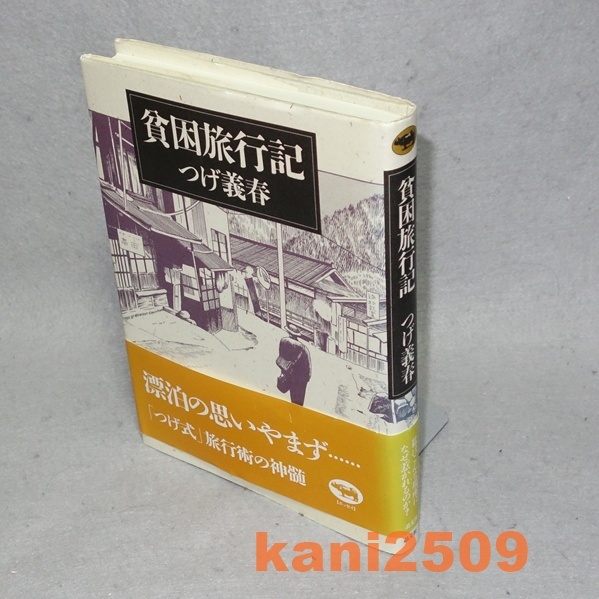 貧困旅行記
つげ義春
漂泊の思いやまず……
「つげ式」旅行術の神髄
貧困旅行記
つげ義春
kani2509